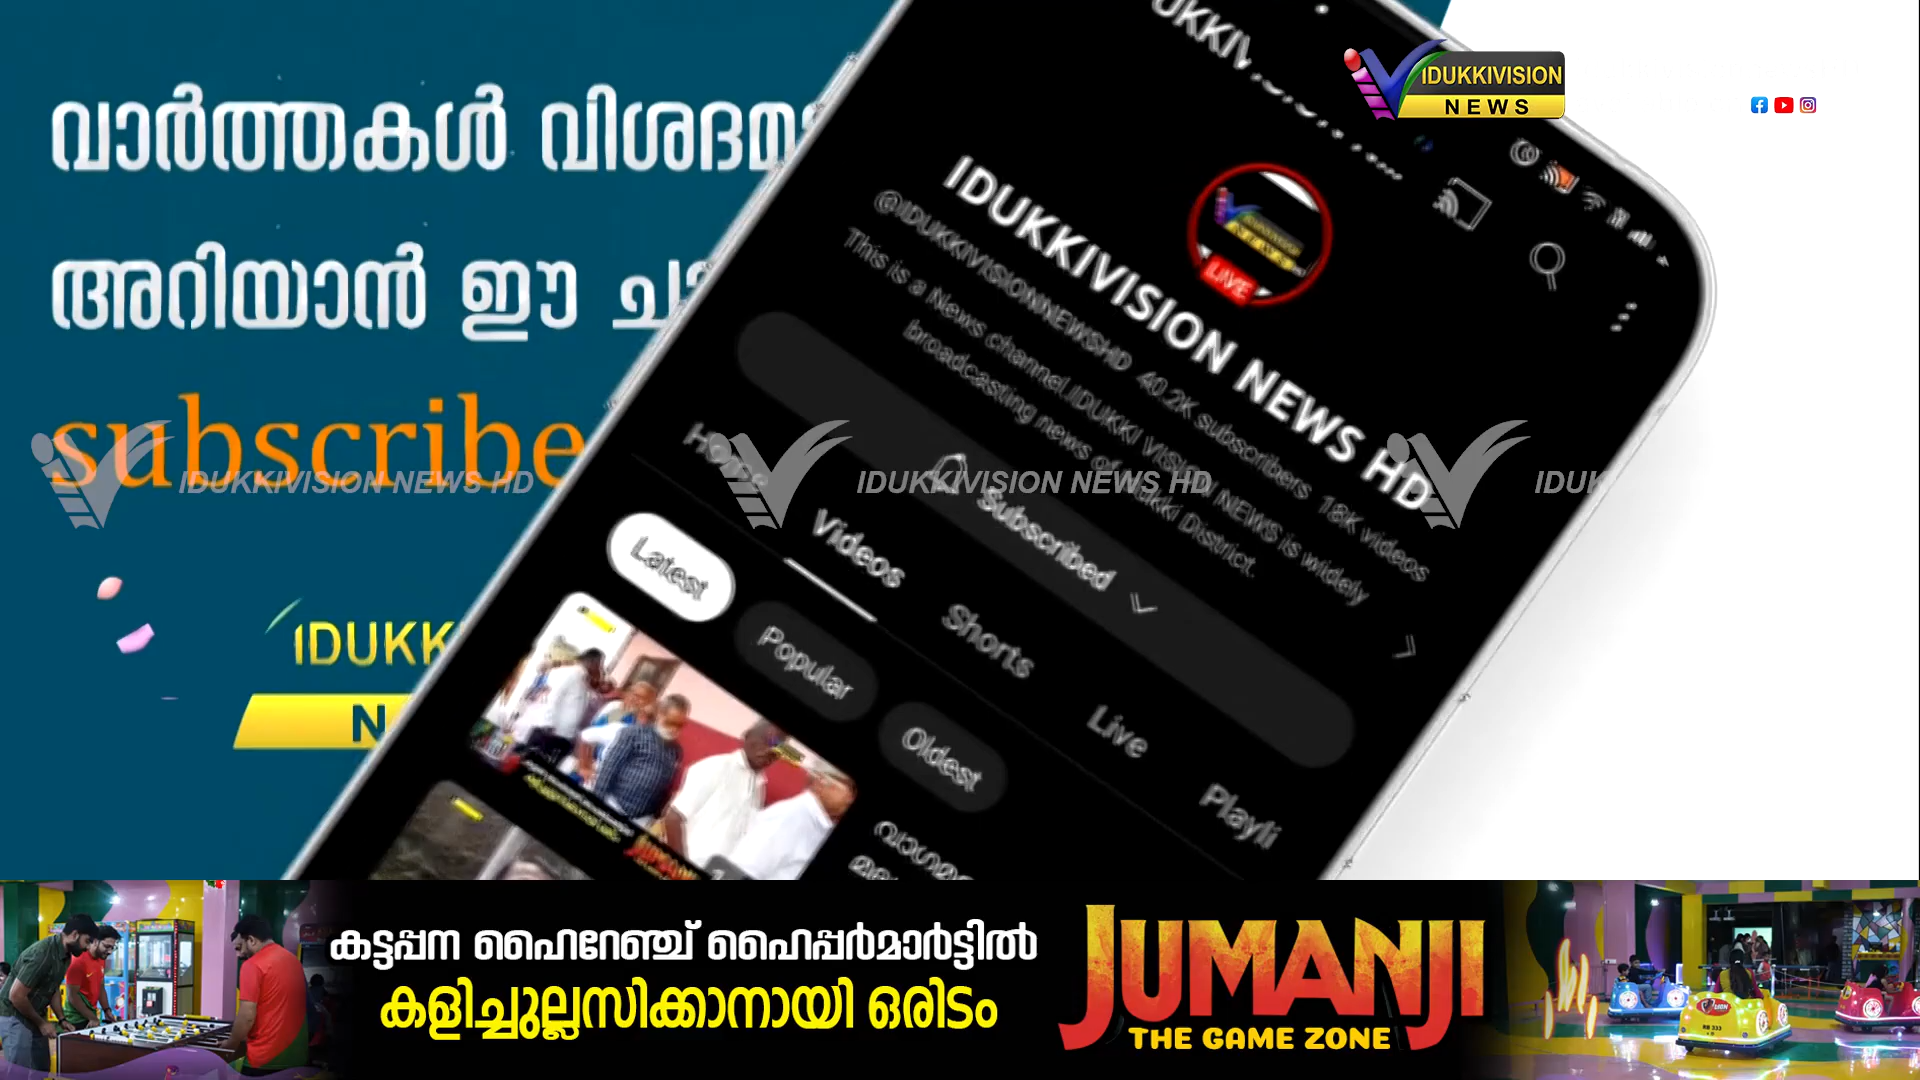 വാർത്തകൾ വിശദമാ
അറിയാൻ ഈ ചാ
subscribe
IDUKKIVISION
NEWS
IDUKKIVISION NEWS HD
@IDUKKIVISIONNEWSHD 40.2K subscribers 18K videos
This is a News channel.IDUKKI VISION NEWS is widely
broadcasting news of Idukki District.
LIVE
Subscribed
Home
Videos
Shorts
Live
Playli
Latest
Popular
Oldest
JUMANJI
IDUKKIVISION NEWS HD
IDUKKIVISION NEWS HD
IDUK
IDUKK
N
കട്ടപ്പന ഹൈറേഞ്ച് ഹൈപ്പർമാർട്ടിൽ
കളിച്ചുല്ലസിക്കാനായി ഒരിടം
JUMANJI
THE GAME ZONE